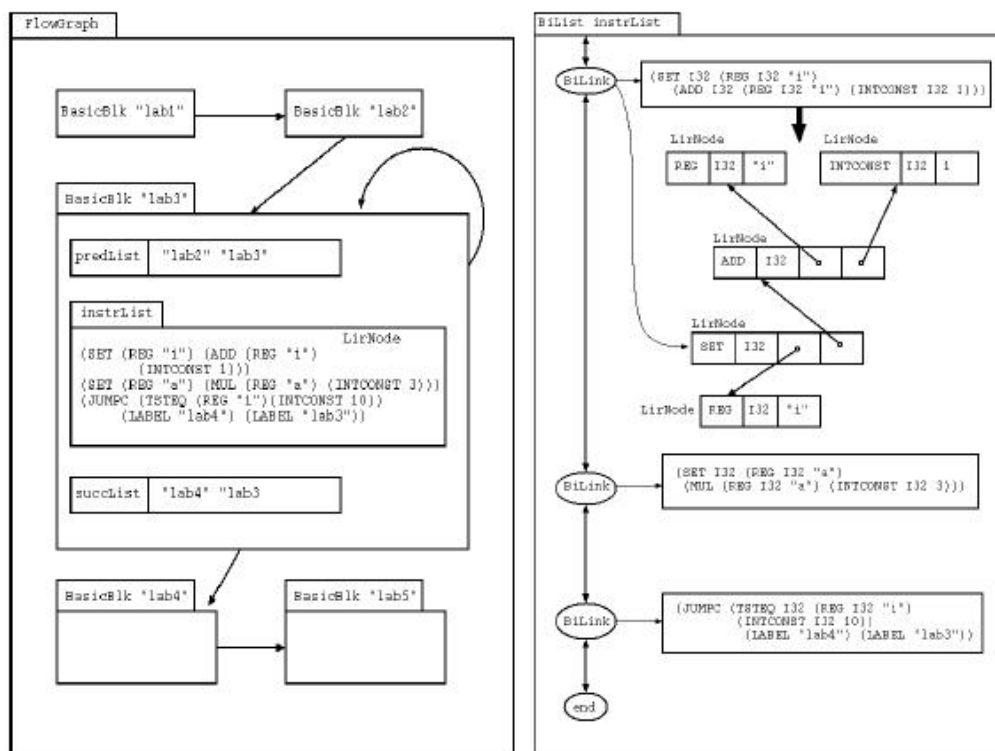 FlowGraph
BasicBlk "lab1"
BasicBlk "lab2"
BasicBlk "lab3"
predList "lab2" "lab3"
instrList
LirNode
(SET (REG "i") (ADD (REG "i")
(INTCONST 1)))
(SET (REG "a") (MUL (REG "a") (INTCONST 3)))
(JUMPC (TSTEQ (REG "i")(INTCONST 10))
(LABEL "lab4") (LABEL "lab3"))
succList "lab4" "lab3
BasicBlk "lab4"
BasicBlk "lab5"
BiList instrList
BiLink
(SET I32 (REG I32 "i")
(ADD I32 (REG I32 "i") (INTCONST I32 1)))
LirNode
REG I32 "i"
LirNode
INTCONST I32 1
LirNode
ADD I32
LirNode
SET I32
LirNode REG I32 "i"
BiLink
(SET I32 (REG I32 "a")
(MUL (REG I32 "a") (INTCONST I32 3)))
BiLink
(JUMPC (TSTEQ I32 (REG I32 "i")
(INTCONST I32 10))
(LABEL "lab4") (LABEL "lab3"))
end